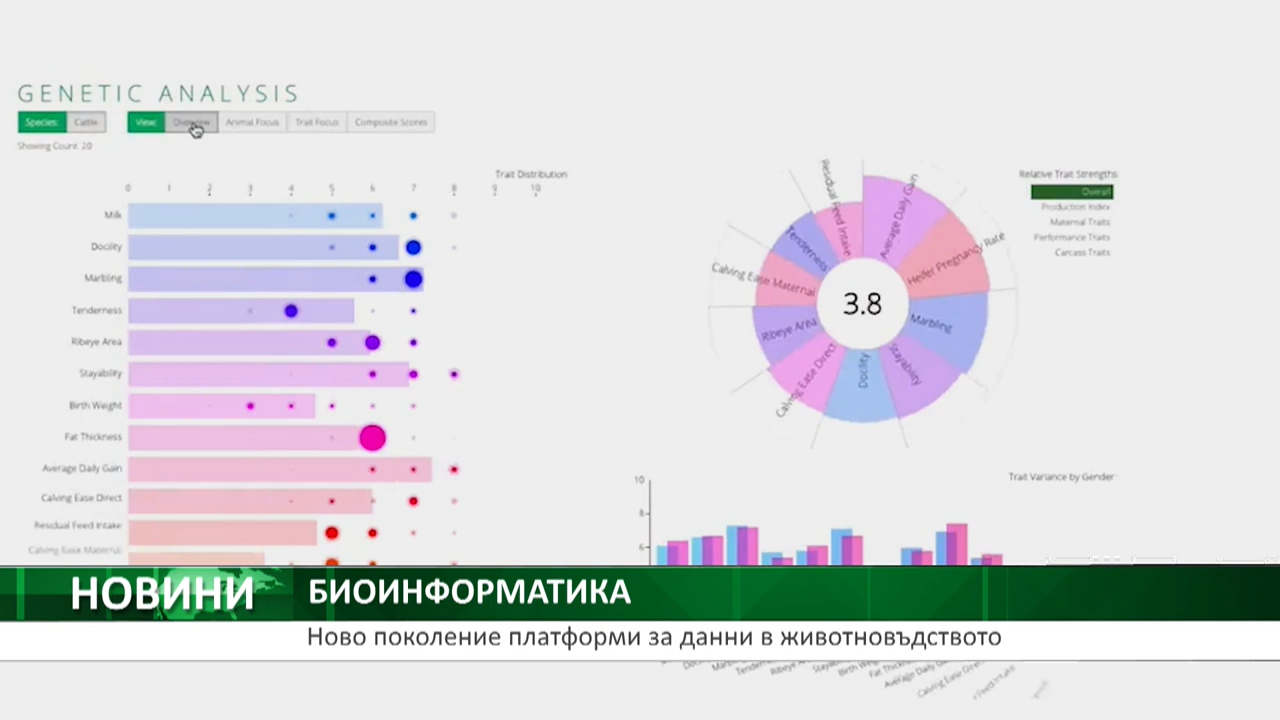 GENETIC ANALYSIS
Species: Cattle View: Overview Animal Focus Trait Focus Composite Scores
Showing Count: 20
Trait Distribution
0 1 2 3 4 5 6 7 8 9 10
Milk
Docility
Marbling
Tenderness
Ribeye Area
Stayability
Birth Weight
Fat Thickness
Average Daily Gain
Calving Ease Direct
Residual Feed Intake
Calving Ease Maternal
Residual Feed Intake
Average Daily Gain
Heifer Pregnancy Rate
Marbling
Stayability
Docility
Calving Ease Direct
Ribeye Area
Calving Ease Maternal
Tenderness
3.8
Relative Trait Strengths
Overall
Production Index
Maternal Traits
Performance Traits
Carcass Traits
Trait Variance by Gender
10
8
6
НОВИНИ
БИОИНФОРМАТИКА
Ново поколение платформи за данни в животновъдството